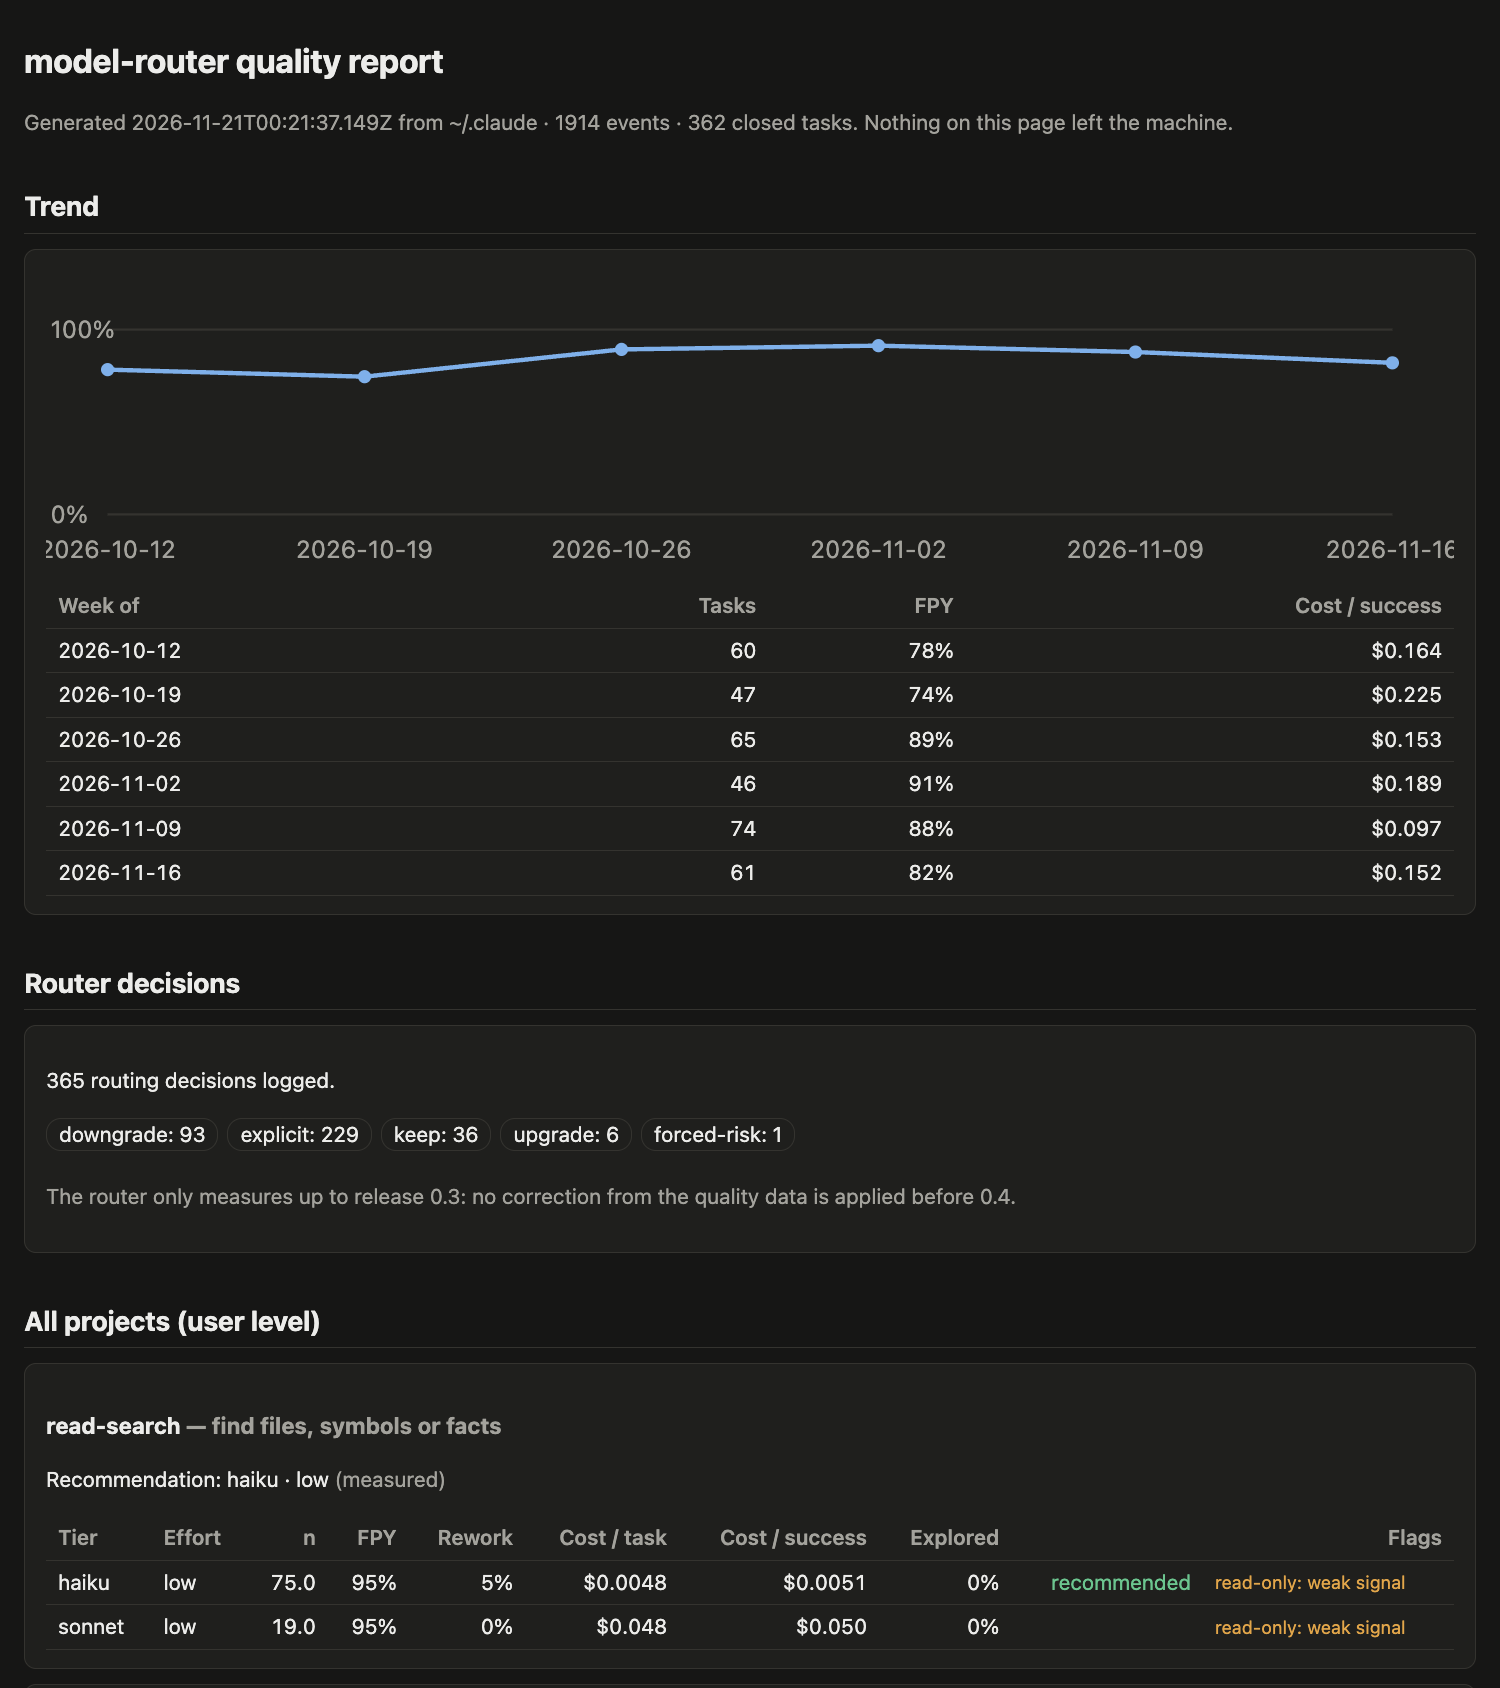 model-router quality report
Generated 2026-11-21T00:21:37.149Z from ~/.claude · 1914 events · 362 closed tasks. Nothing on this page left the machine.
Trend
100%
0%
2026-10-12 2026-10-19 2026-10-26 2026-11-02 2026-11-09 2026-11-16
Week of Tasks FPY Cost / success
2026-10-12 60 78% $0.164
2026-10-19 47 74% $0.225
2026-10-26 65 89% $0.153
2026-11-02 46 91% $0.189
2026-11-09 74 88% $0.097
2026-11-16 61 82% $0.152
Router decisions
365 routing decisions logged.
downgrade: 93 explicit: 229 keep: 36 upgrade: 6 forced-risk: 1
The router only measures up to release 0.3: no correction from the quality data is applied before 0.4.
All projects (user level)
read-search — find files, symbols or facts
Recommendation: haiku · low (measured)
Tier Effort n FPY Rework Cost / task Cost / success Explored Flags
haiku low 75.0 95% 5% $0.0048 $0.0051 0% recommended read-only: weak signal
sonnet low 19.0 95% 0% $0.048 $0.050 0% read-only: weak signal